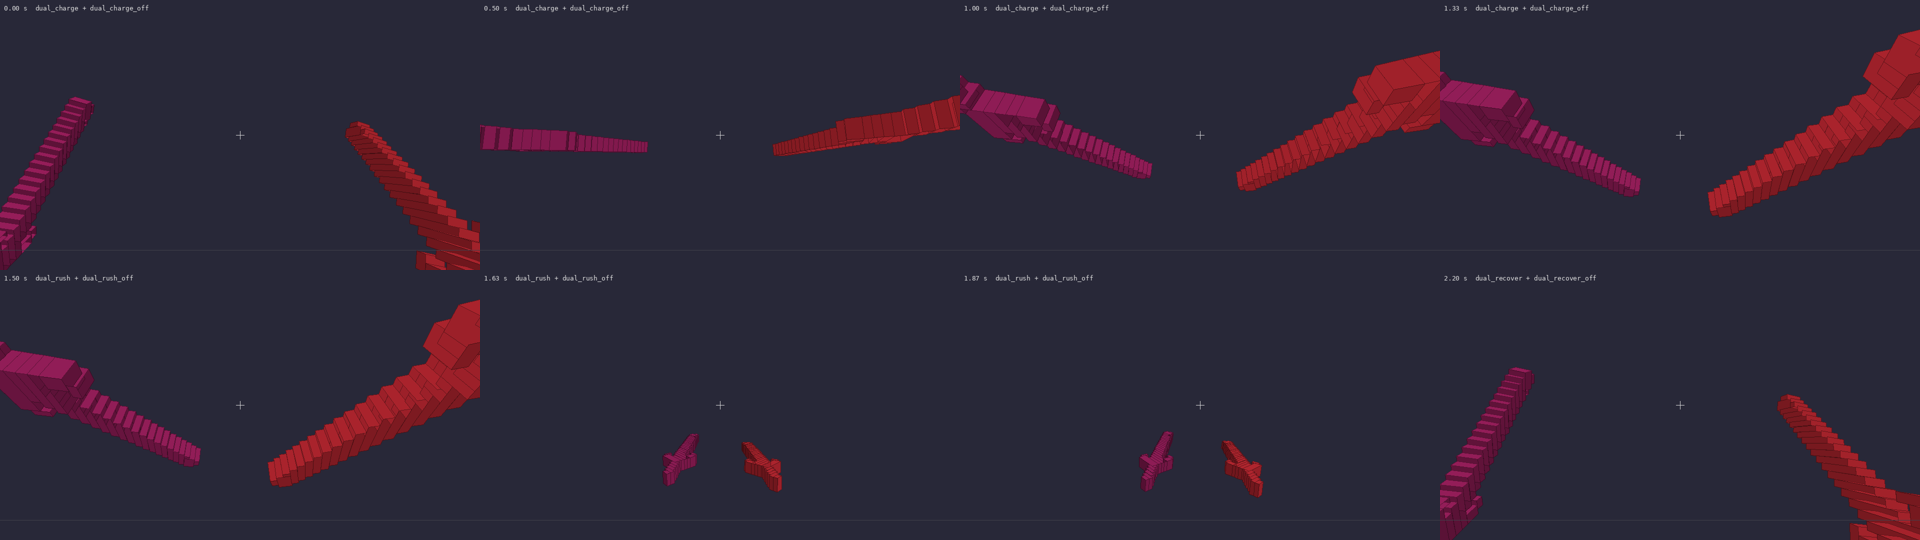 0.00 s  dual_charge + dual_charge_off
0.50 s  dual_charge + dual_charge_off
1.00 s  dual_charge + dual_charge_off
1.33 s  dual_charge + dual_charge_off
1.50 s  dual_rush + dual_rush_off
1.63 s  dual_rush + dual_rush_off
1.87 s  dual_rush + dual_rush_off
2.20 s  dual_recover + dual_recover_off